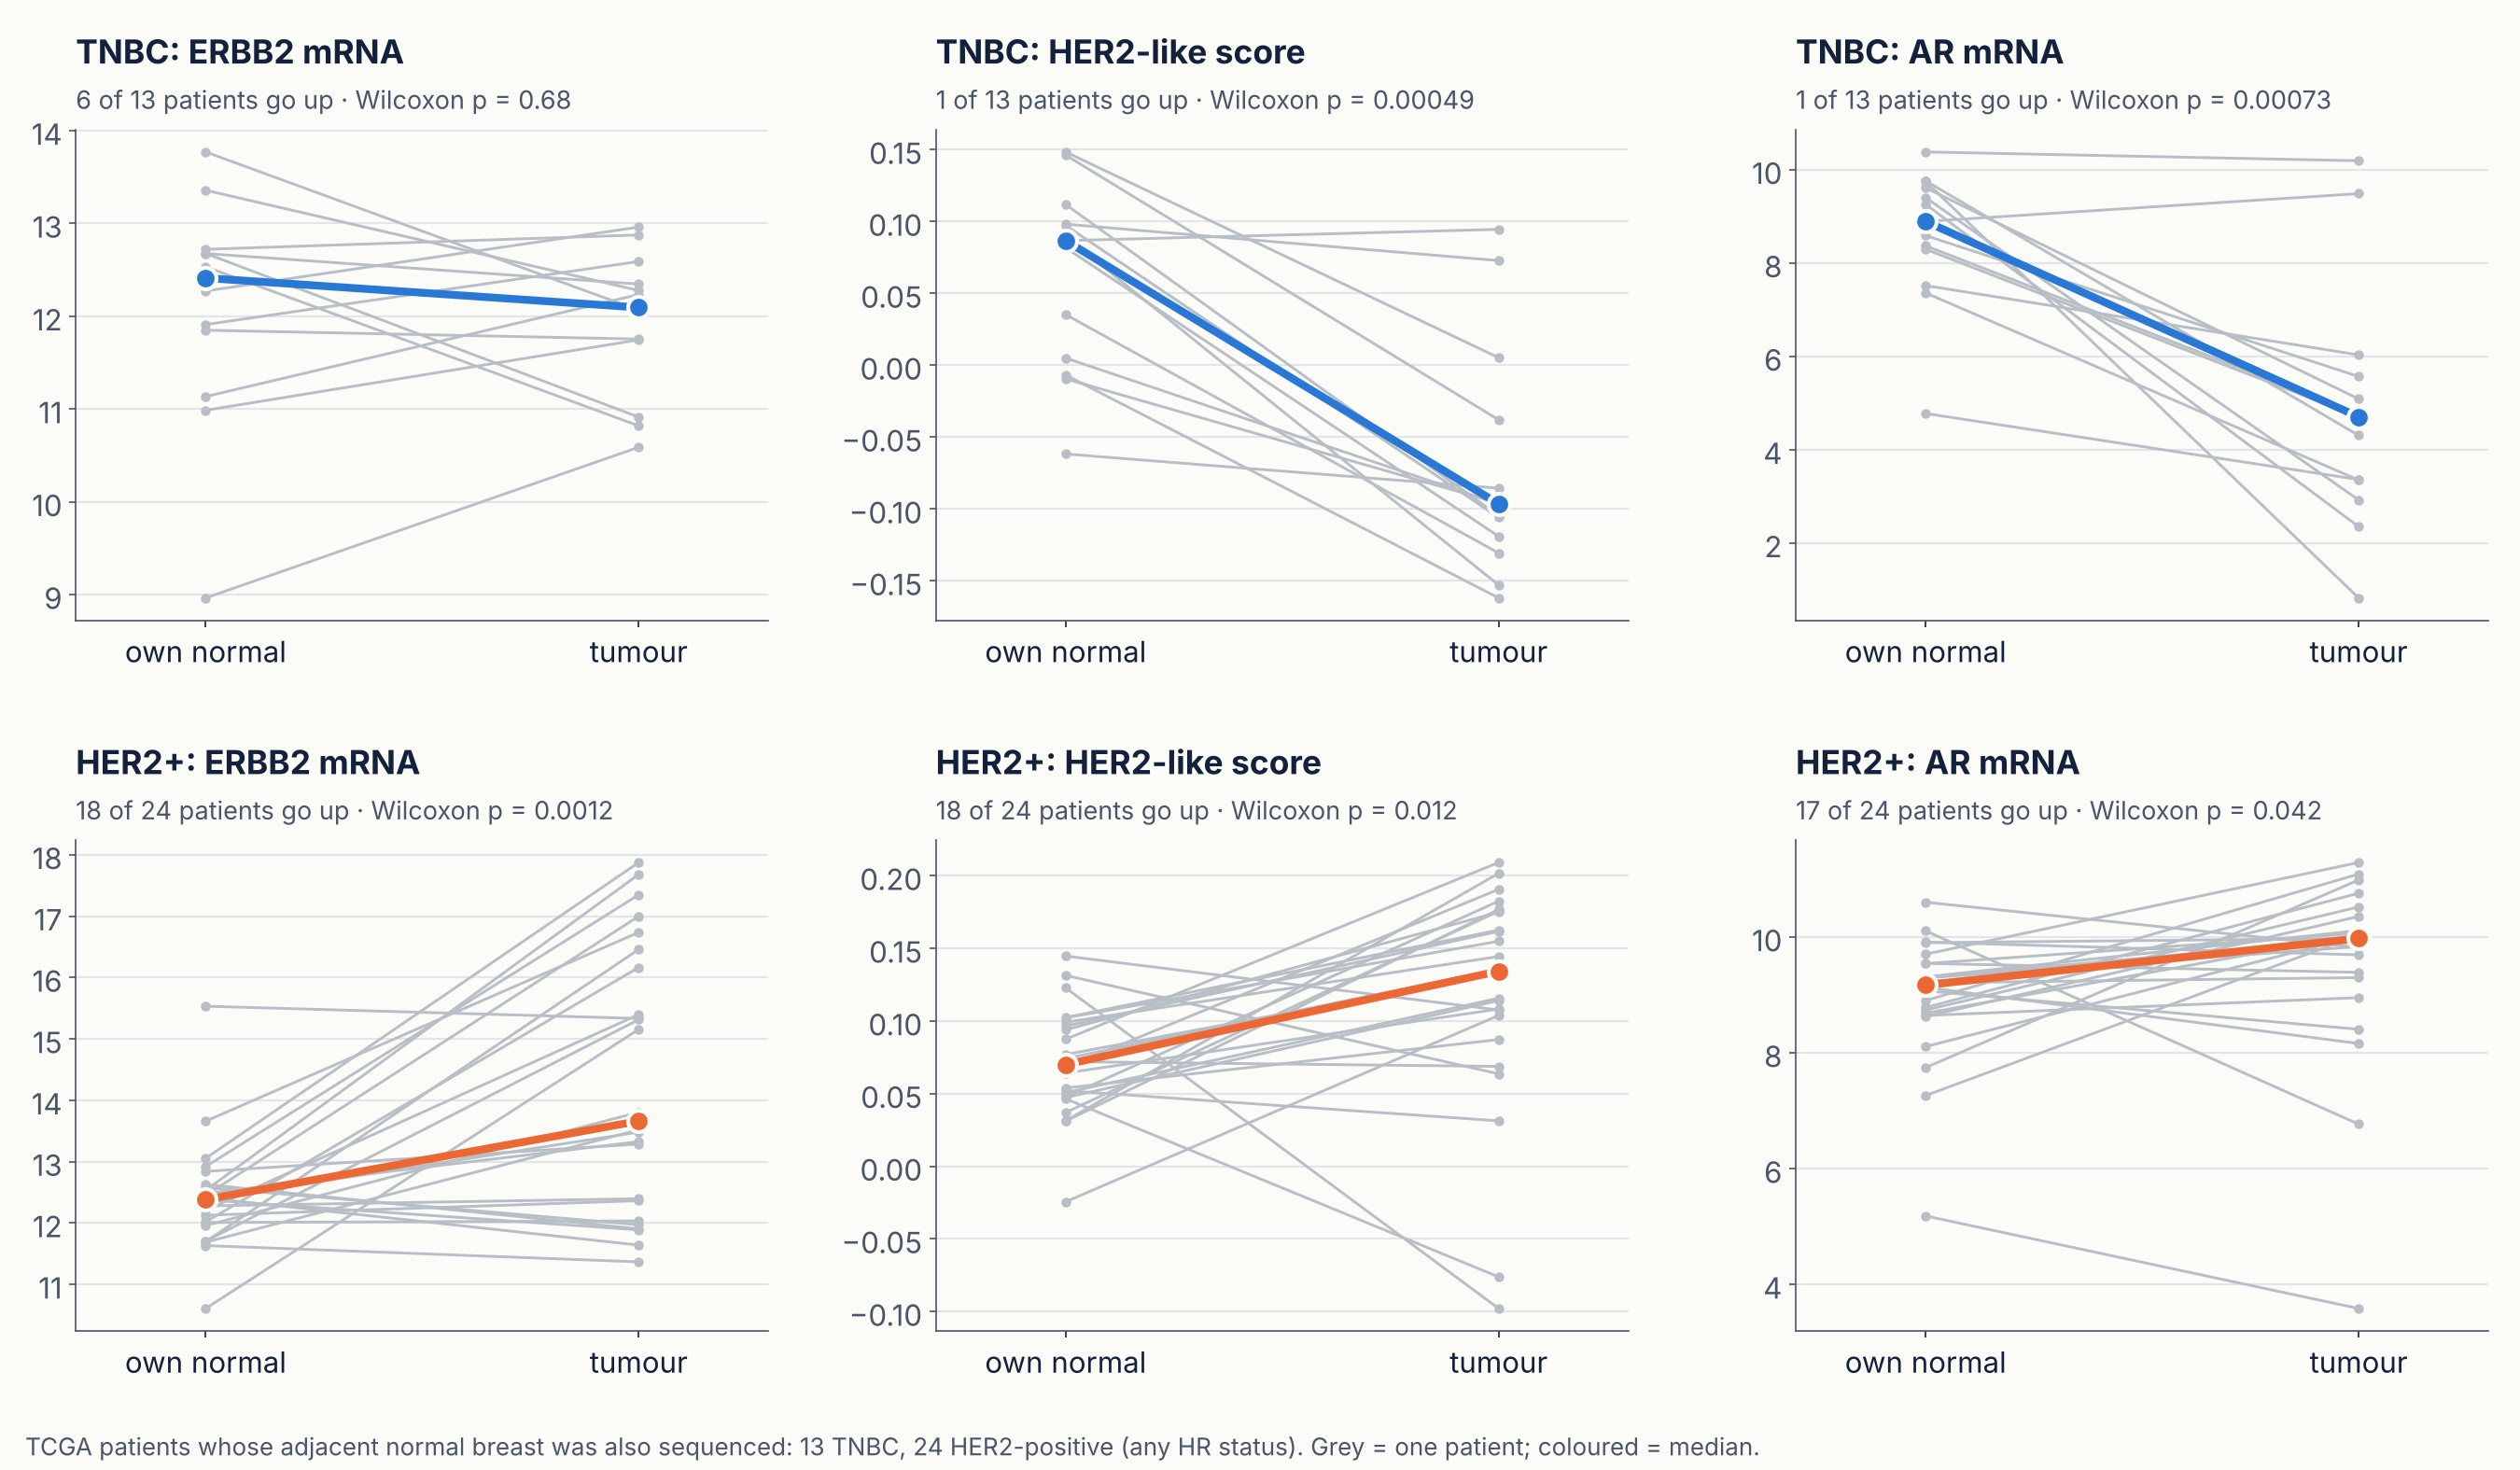 TNBC: ERBB2 mRNA
6 of 13 patients go up · Wilcoxon p = 0.68
14
13
12
11
10
9
own normal
tumour
TNBC: HER2-like score
1 of 13 patients go up · Wilcoxon p = 0.00049
0.15
0.10
0.05
0.00
−0.05
−0.10
−0.15
own normal
tumour
TNBC: AR mRNA
1 of 13 patients go up · Wilcoxon p = 0.00073
10
8
6
4
2
own normal
tumour
HER2+: ERBB2 mRNA
18 of 24 patients go up · Wilcoxon p = 0.0012
18
17
16
15
14
13
12
11
own normal
tumour
HER2+: HER2-like score
18 of 24 patients go up · Wilcoxon p = 0.012
0.20
0.15
0.10
0.05
0.00
−0.05
−0.10
own normal
tumour
HER2+: AR mRNA
17 of 24 patients go up · Wilcoxon p = 0.042
10
8
6
4
own normal
tumour
TCGA patients whose adjacent normal breast was also sequenced: 13 TNBC, 24 HER2-positive (any HR status). Grey = one patient; coloured = median.